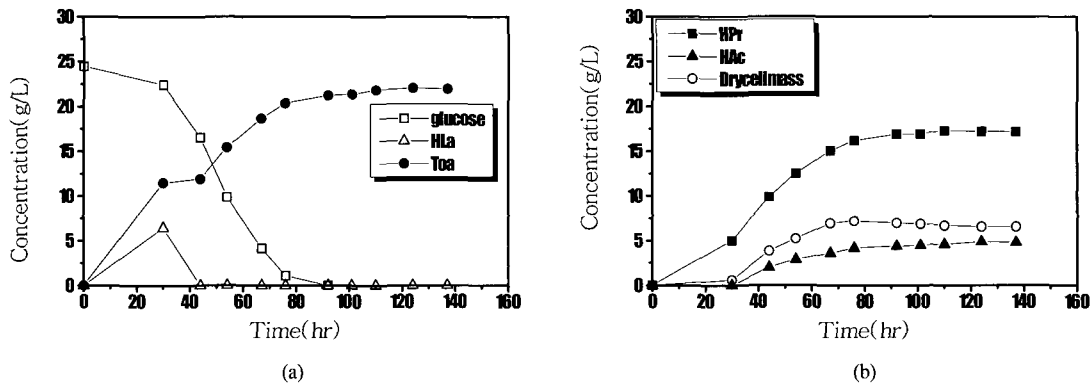 30
25
20
15
10
5
0
Concentration(g/L)
glucose
HLa
Toa
0 20 40 60 80 100 120 140 160
Time(hr)
(a)
30
25
20
15
10
5
0
Concentration(g/L)
HPr
HAc
Drycellmass
0 20 40 60 80 100 120 140 160
Time(hr)
(b)